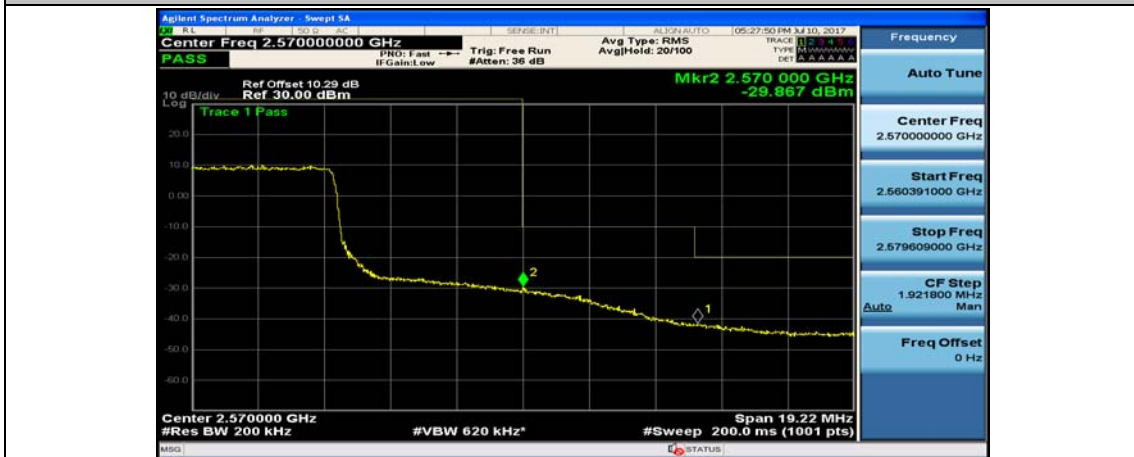 Agilent Spectrum Analyzer - Swept SA
RL RF 50 Ω AC SENSE:INT ALIGN AUTO 05:27:50 PM Jul 10, 2017
Center Freq 2.570000000 GHz
PASS
PNO: Fast
IFGain:Low
Trig: Free Run
#Atten: 36 dB
Avg Type: RMS
Avg|Hold: 20/100
TRACE 1 2 3 4 5 6
TYPE M
DET A A A A A A
Mkr2 2.570 000 GHz
-29.867 dBm
Ref Offset 10.29 dB
10 dB/div Ref 30.00 dBm
Log
Trace 1 Pass
20.0
10.0
0.00
-10.0
-20.0
-30.0
-40.0
-50.0
-60.0
2
1
Center 2.570000 GHz
Span 19.22 MHz
#Res BW 200 kHz
#VBW 620 kHz*
#Sweep 200.0 ms (1001 pts)
MSG
STATUS
Frequency
Auto Tune
Center Freq
2.570000000 GHz
Start Freq
2.560391000 GHz
Stop Freq
2.579609000 GHz
CF Step
1.921800 MHz
Auto Man
Freq Offset
0 Hz